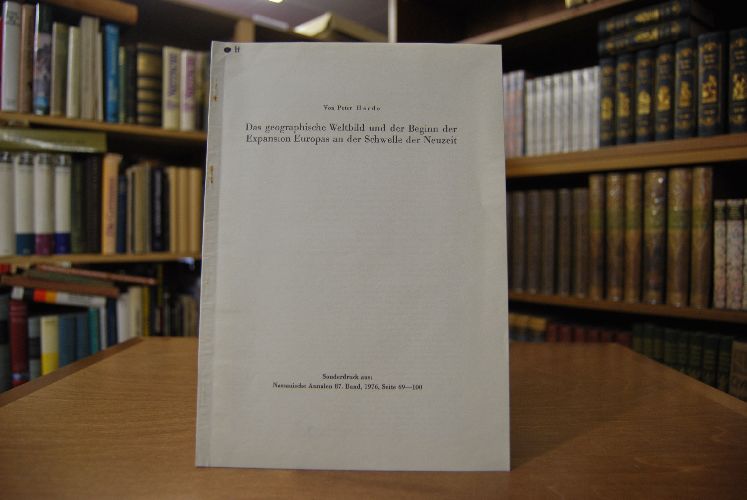 Von Peter Herde
Das geographische Weltbild und der Beginn der
Expansion Europas an der Schwelle der Neuzeit
Sonderdruck aus:
Nassauische Annalen 87. Band, 1976, Seite 69—100